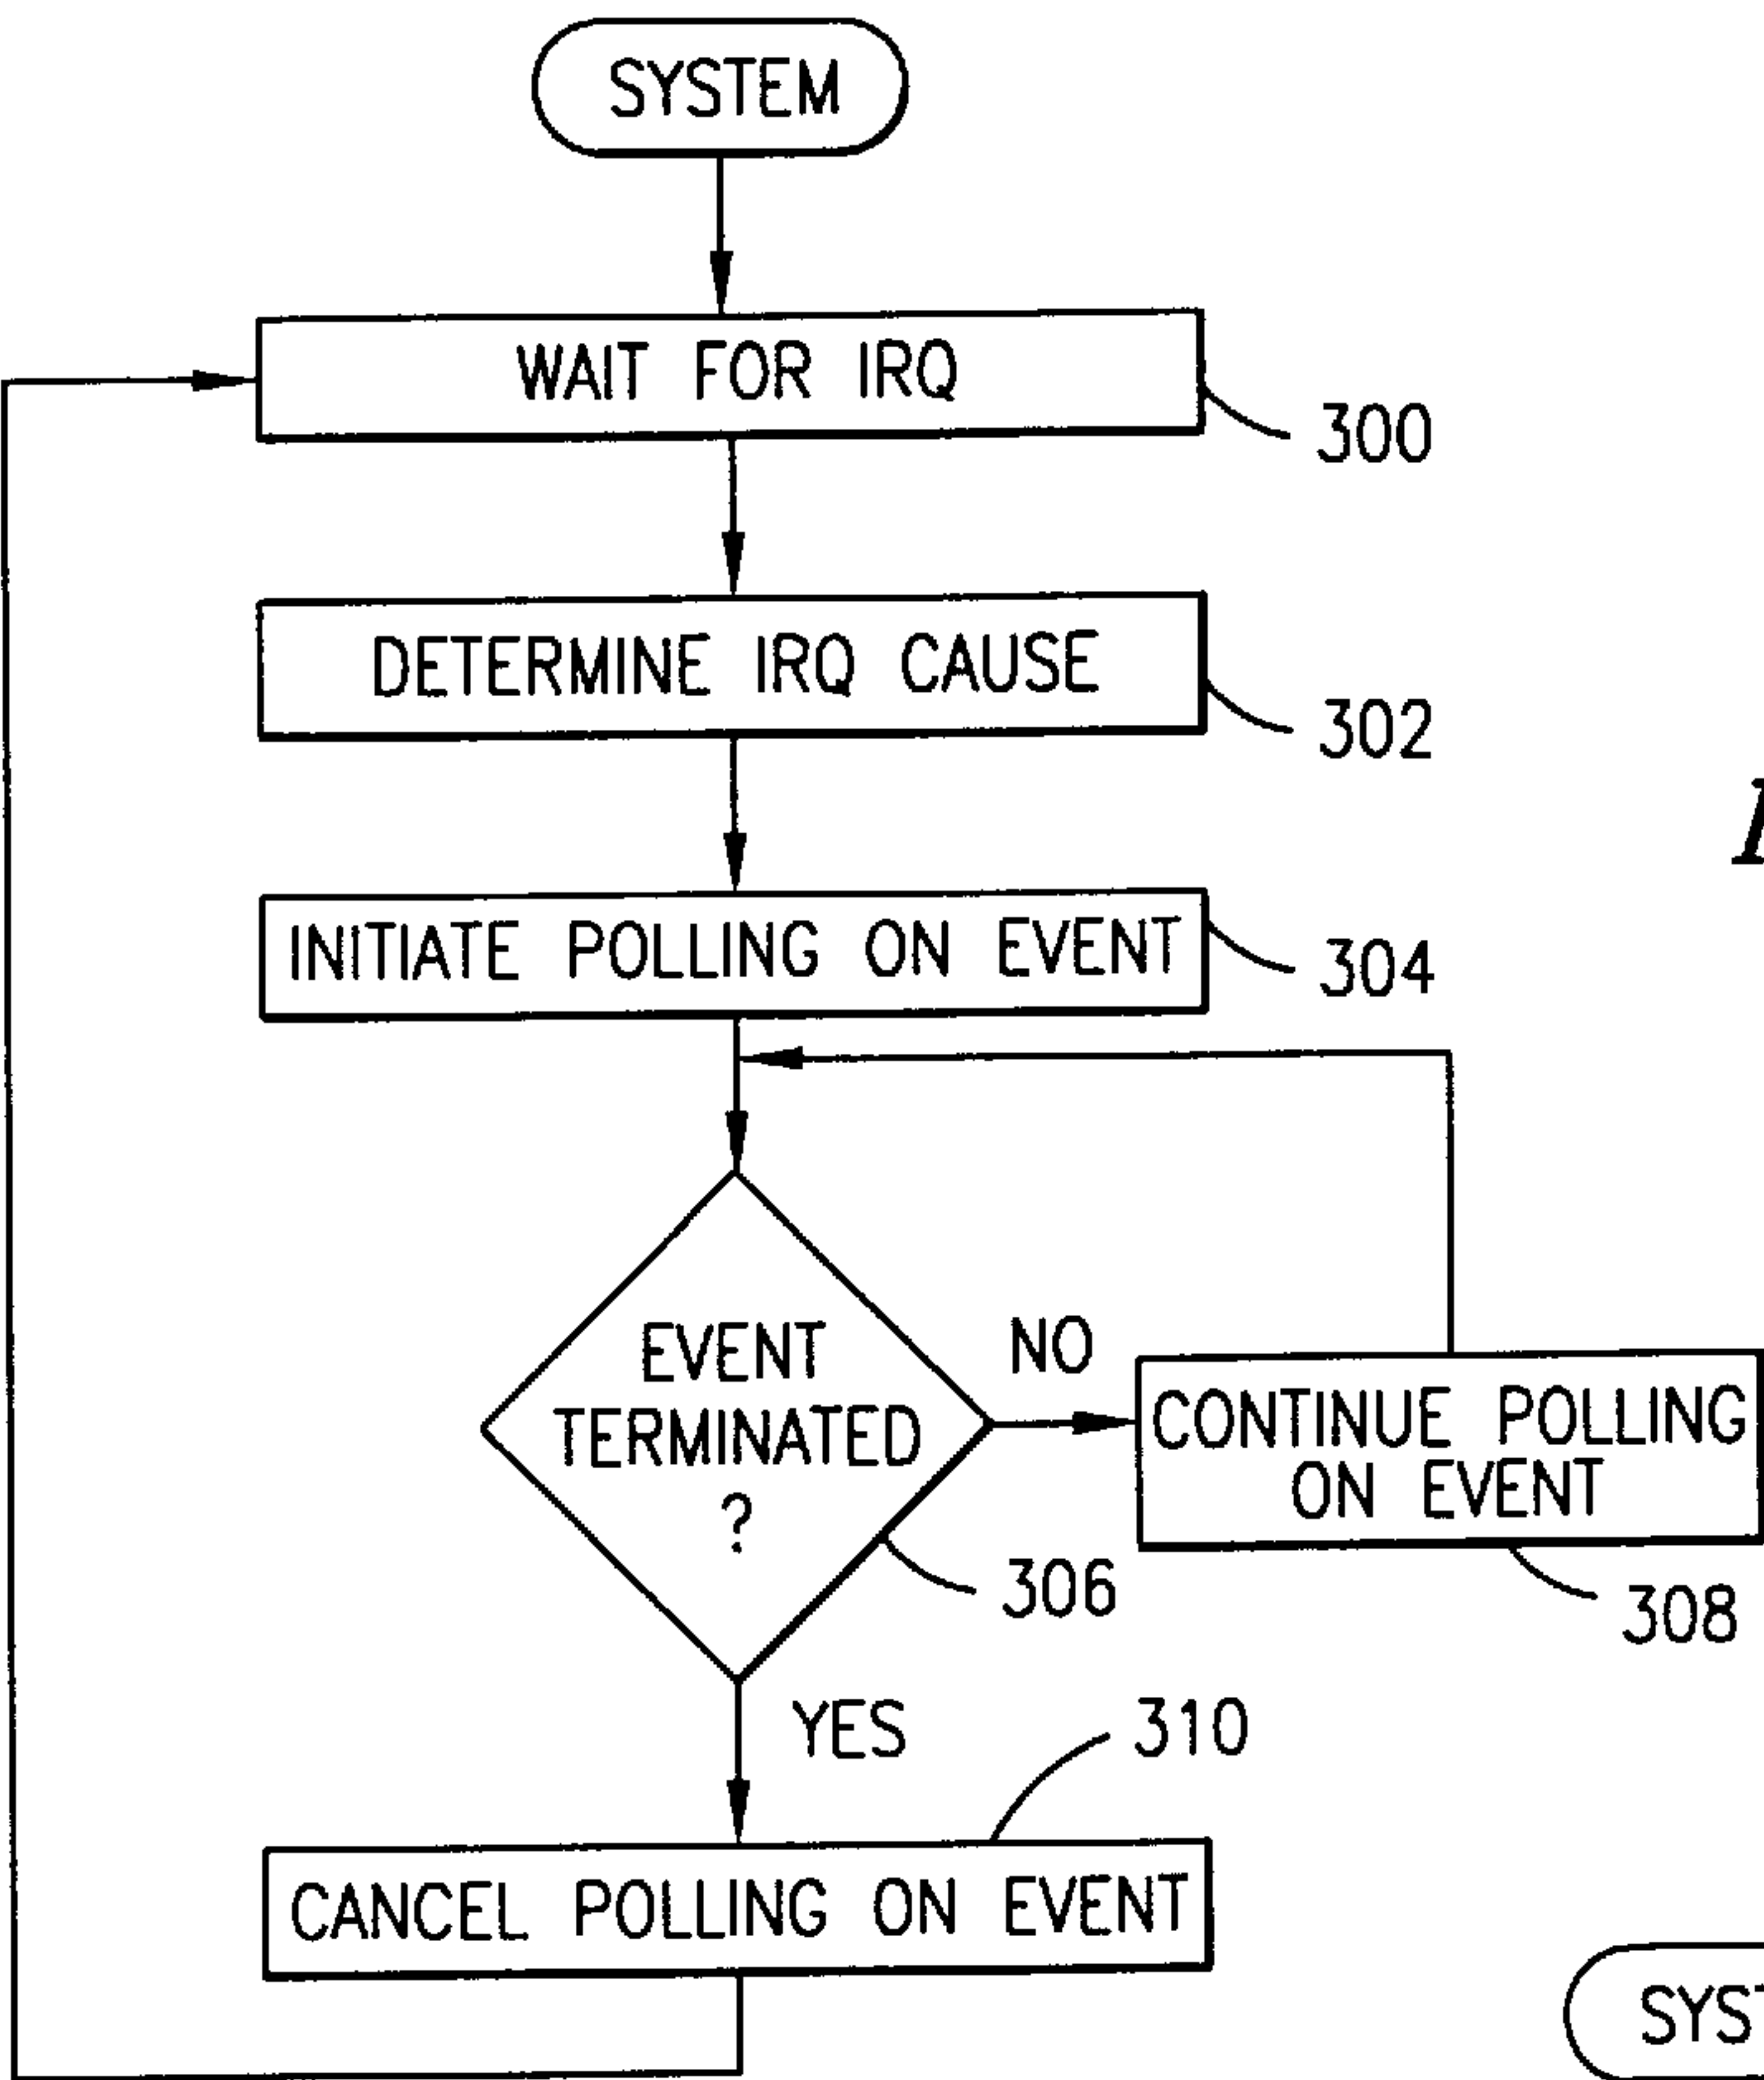 SYSTEM
WAIT FOR IRQ
300
DETERMINE IRQ CAUSE
302
INITIATE POLLING ON EVENT
304
EVENT
TERMINATED
?
306
NO
CONTINUE POLLING
ON EVENT
308
YES
310
CANCEL POLLING ON EVENT